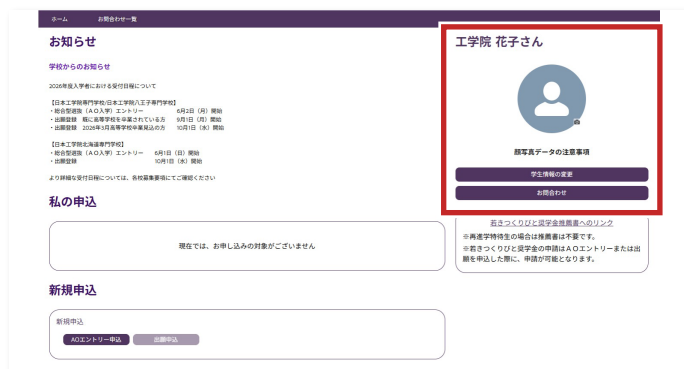 ホーム お問合わせ一覧
お知らせ
学校からのお知らせ
2026年度入学者における受付日程について
【日本工学院専門学校/日本工学院八王子専門学校】
・総合型選抜（ＡＯ入学）エントリー 6月2日（月）開始
・出願登録 既に高等学校を卒業されている方 9月1日（月）開始
・出願登録 2026年3月高等学校卒業見込の方 10月1日（水）開始
【日本工学院北海道専門学校】
・総合型選抜（ＡＯ入学）エントリー 6月1日（日）開始
・出願登録 10月1日（水）開始
より詳細な受付日程については、各校募集要項にてご確認ください
私の申込
現在では、お申し込みの対象がございません
新規申込
新規申込
AOエントリー申込 出願申込
工学院 花子さん
顔写真データの注意事項
学生情報の変更
お問合わせ
若きつくりびと奨学金推薦書へのリンク
※再進学特待生の場合は推薦書は不要です。
※若きつくりびと奨学金の申請はＡＯエントリーまたは出
願を申込した際に、申請が可能となります。